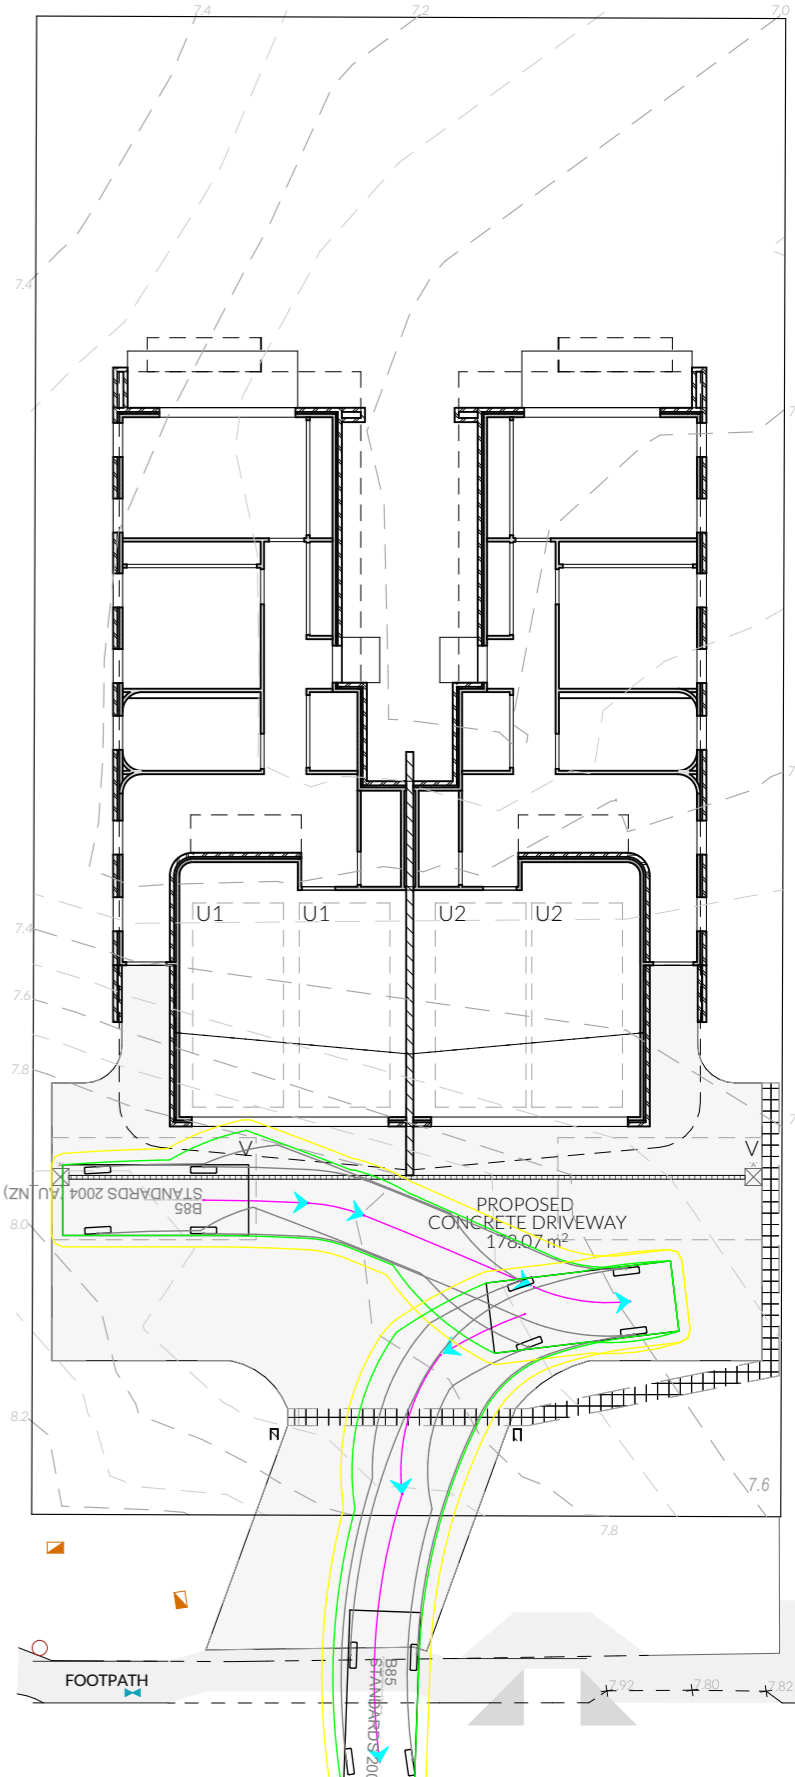 7.4
7.2
7.0
7.4
U1
U1
U2
U2
7.4
7.6
7.8
V
V
'A'
STANDARDS 2004 (AU_NZ)
B85
8.0
PROPOSED
CONCRETE DRIVEWAY
178.07 m²
8.2
7.6
7.8
FOOTPATH
B85
STANDARDS 200
7.92
7.80
7.82